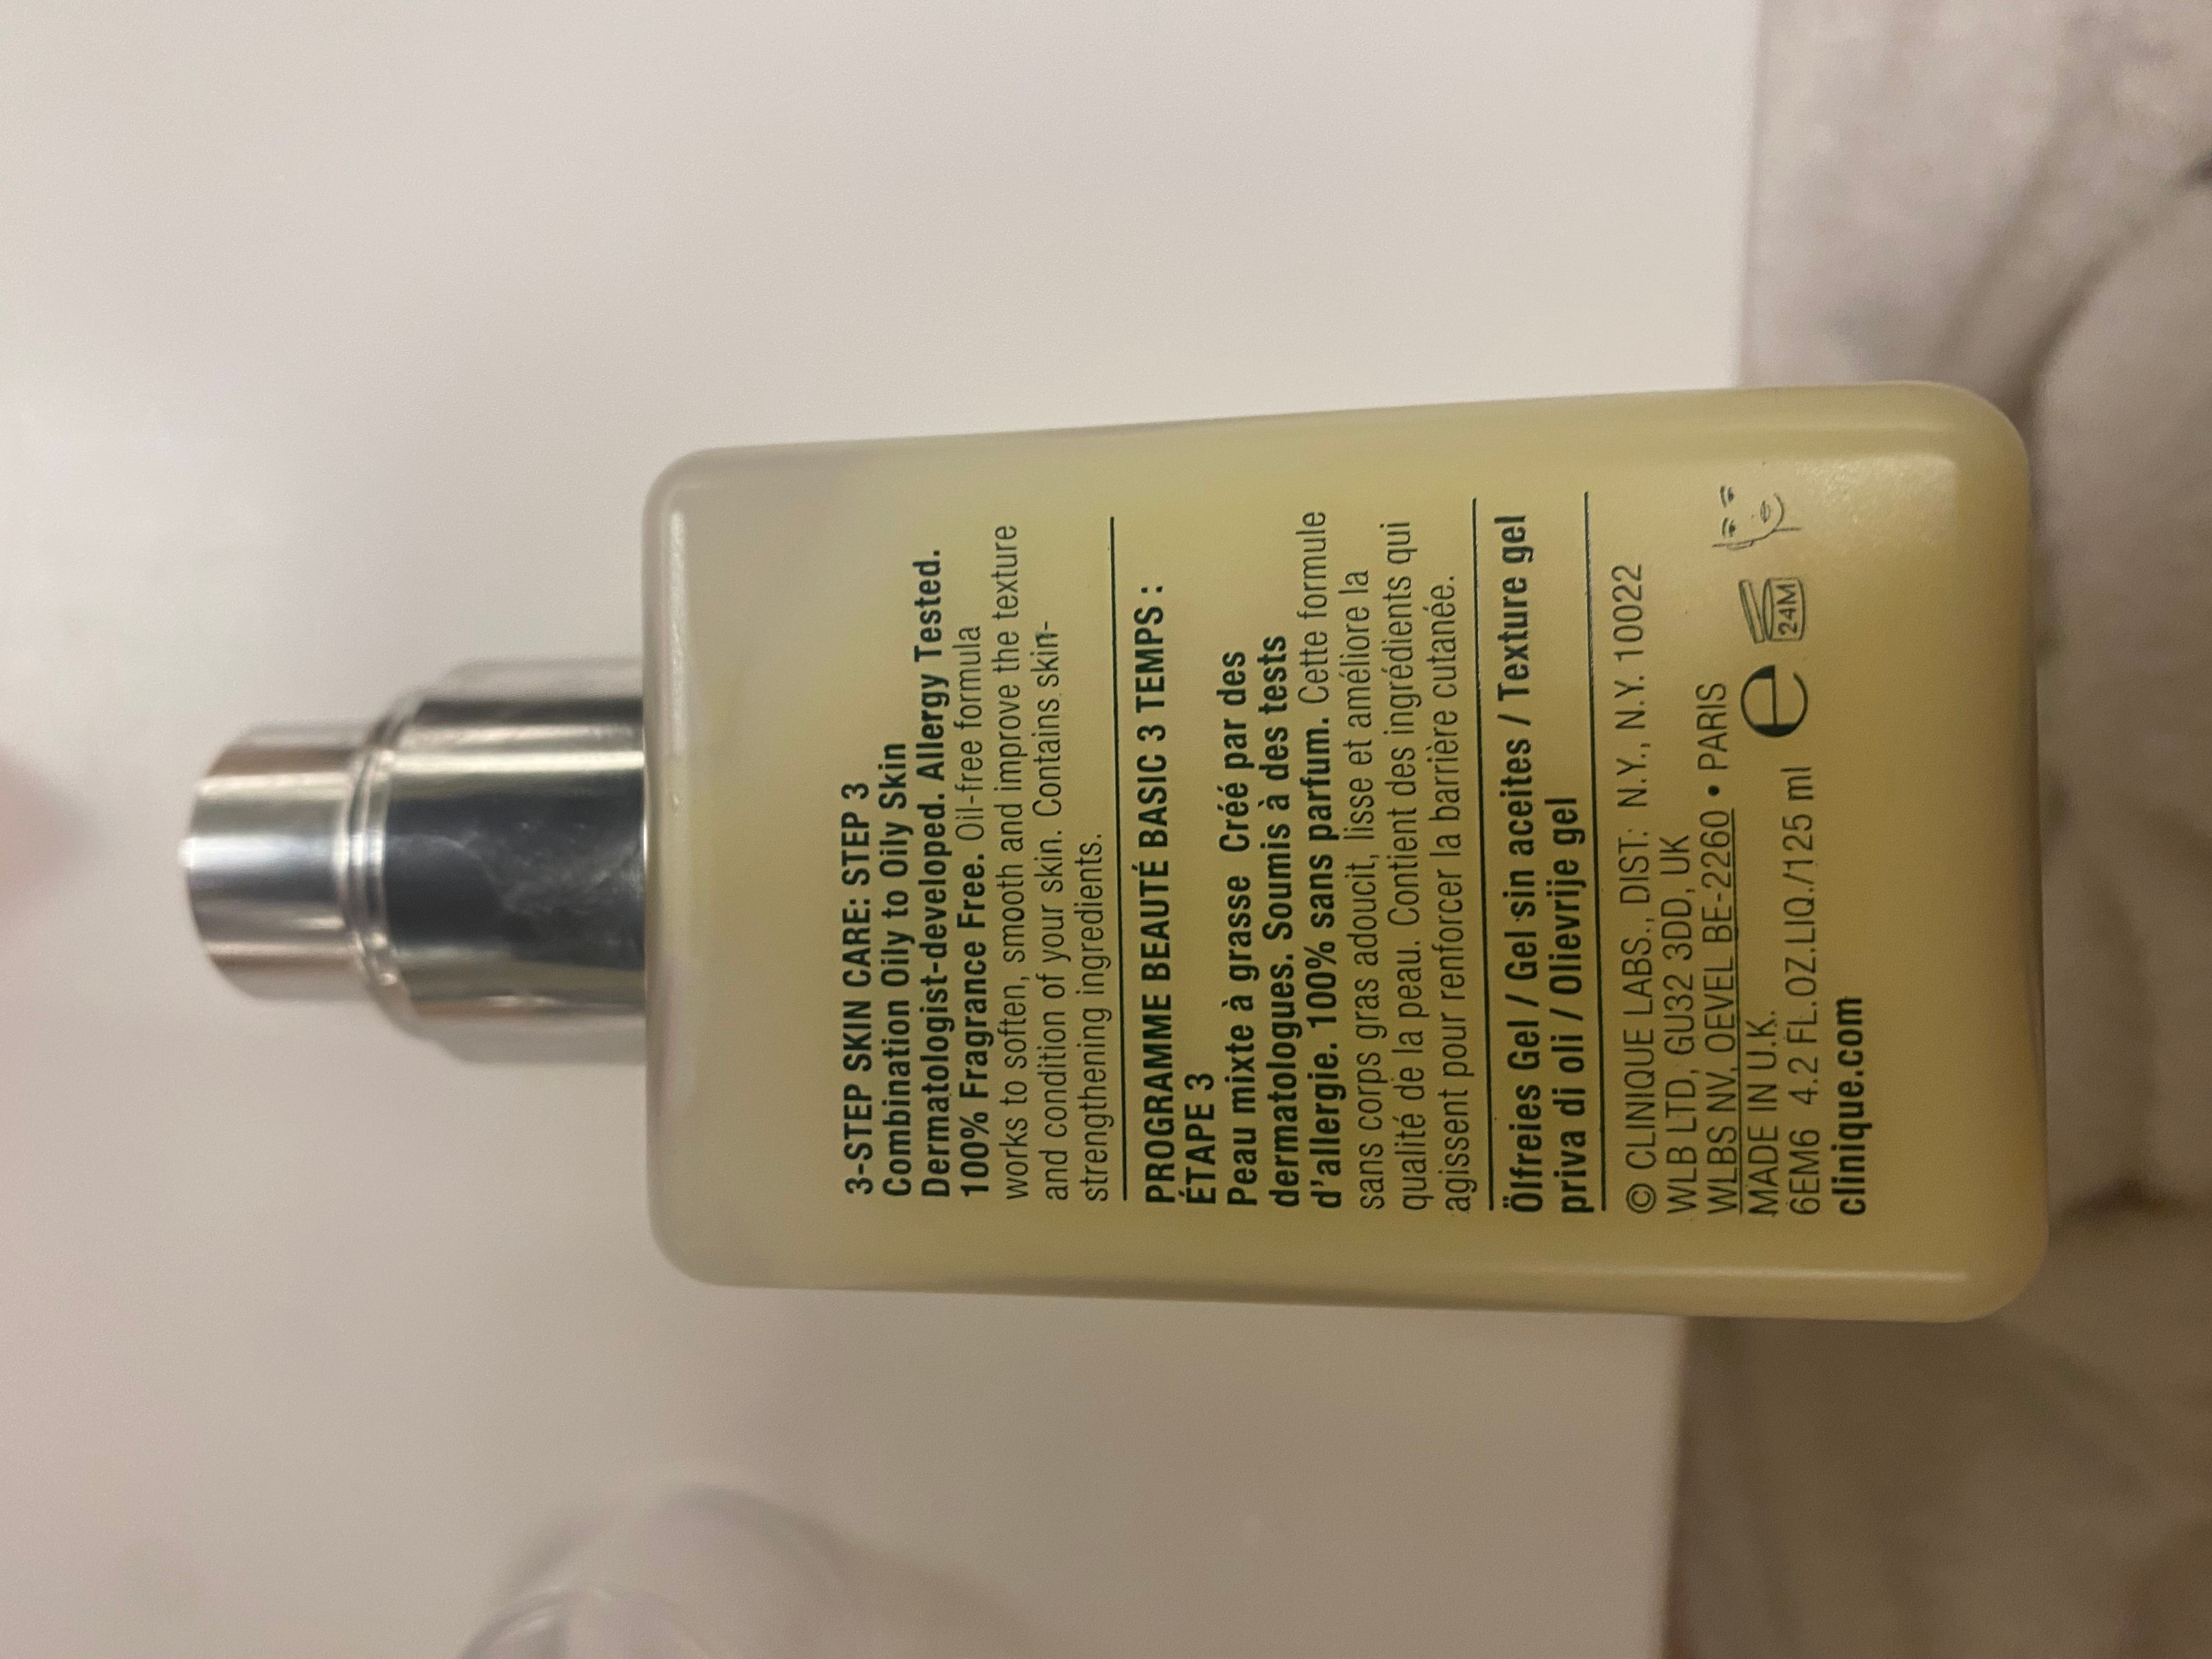 3-STEP SKIN CARE: STEP 3
Combination Oily to Oily Skin
Dermatologist-developed. Allergy Tested.
100% Fragrance Free. Oil-free formula
works to soften, smooth and improve the texture
and condition of your skin. Contains skin-
strengthening ingredients.
PROGRAMME BEAUTÉ BASIC 3 TEMPS :
ÉTAPE 3
Peau mixte à grasse Créé par des
dermatologues. Soumis à des tests
d'allergie. 100% sans parfum. Cette formule
sans corps gras adoucit, lisse et améliore la
qualité de la peau. Contient des ingrédients qui
agissent pour renforcer la barrière cutanée.
Ölfreies Gel / Gel sin aceites / Texture gel
priva di oli / Olievrije gel
© CLINIQUE LABS., DIST: N.Y., N.Y. 10022
WLB LTD, GU32 3DD, UK
WLBS NV, OEVEL BE-2260 • PARIS
MADE IN U.K.
6EM6 4.2 FL.OZ.LIQ./125 ml e 24M
clinique.com